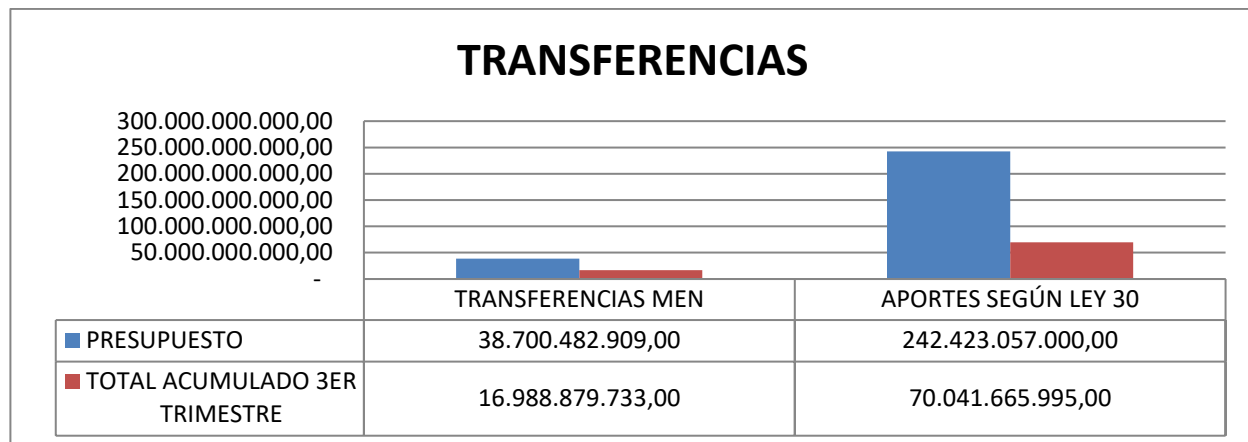 TRANSFERENCIAS
300.000.000.000,00
250.000.000.000,00
200.000.000.000,00
150.000.000.000,00
100.000.000.000,00
50.000.000.000,00
-
TRANSFERENCIAS MEN APORTES SEGÚN LEY 30
PRESUPUESTO 38.700.482.909,00 242.423.057.000,00
TOTAL ACUMULADO 3ER
TRIMESTRE 16.988.879.733,00 70.041.665.995,00